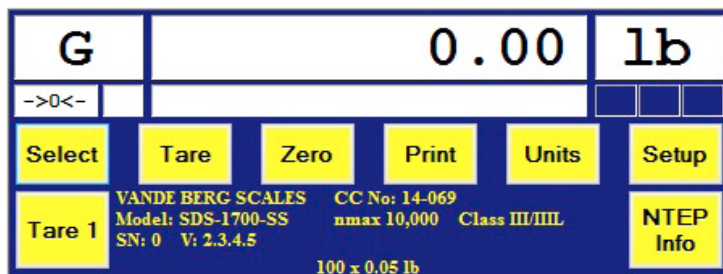 G 0.00 lb
->0<-
Select Tare Zero Print Units Setup
Tare 1
VANDE BERG SCALES CC No: 14-069
Model: SDS-1700-SS nmax 10,000 Class III/IIIL
SN: 0 V: 2.3.4.5
100 x 0.05 lb
NTEP
Info